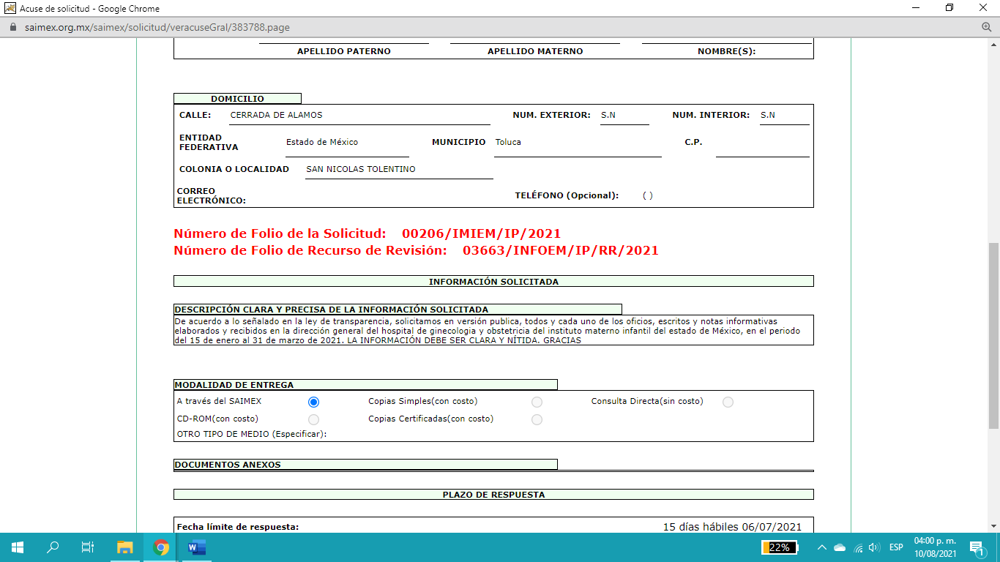 Acuse de solicitud - Google Chrome
saimex.org.mx/saimex/solicitud/veracuseGral/383788.page
APELLIDO PATERNO APELLIDO MATERNO NOMBRE(S):
DOMICILIO
CALLE: CERRADA DE ALAMOS NUM. EXTERIOR: S.N NUM. INTERIOR: S.N
ENTIDAD FEDERATIVA Estado de México MUNICIPIO Toluca C.P.
COLONIA O LOCALIDAD SAN NICOLAS TOLENTINO
CORREO ELECTRÓNICO: TELÉFONO (Opcional): ( )
Número de Folio de la Solicitud: 00206/IMIEM/IP/2021
Número de Folio de Recurso de Revisión: 03663/INFOEM/IP/RR/2021
INFORMACIÓN SOLICITADA
DESCRIPCIÓN CLARA Y PRECISA DE LA INFORMACIÓN SOLICITADA
De acuerdo a lo señalado en la ley de transparencia, solicitamos en versión publica, todos y cada uno de los oficios, escritos y notas informativas
elaborados y recibidos en la dirección general del hospital de ginecologia y obstetricia del instituto materno infantil del estado de México, en el periodo
del 15 de enero al 31 de marzo de 2021. LA INFORMACIÓN DEBE SER CLARA Y NÍTIDA. GRACIAS
MODALIDAD DE ENTREGA
A través del SAIMEX Copias Simples(con costo) Consulta Directa(sin costo)
CD-ROM(con costo) Copias Certificadas(con costo)
OTRO TIPO DE MEDIO (Especificar):
DOCUMENTOS ANEXOS
PLAZO DE RESPUESTA
Fecha límite de respuesta: 15 días hábiles 06/07/2021
22% ESP 04:00 p. m.
10/08/2021 1